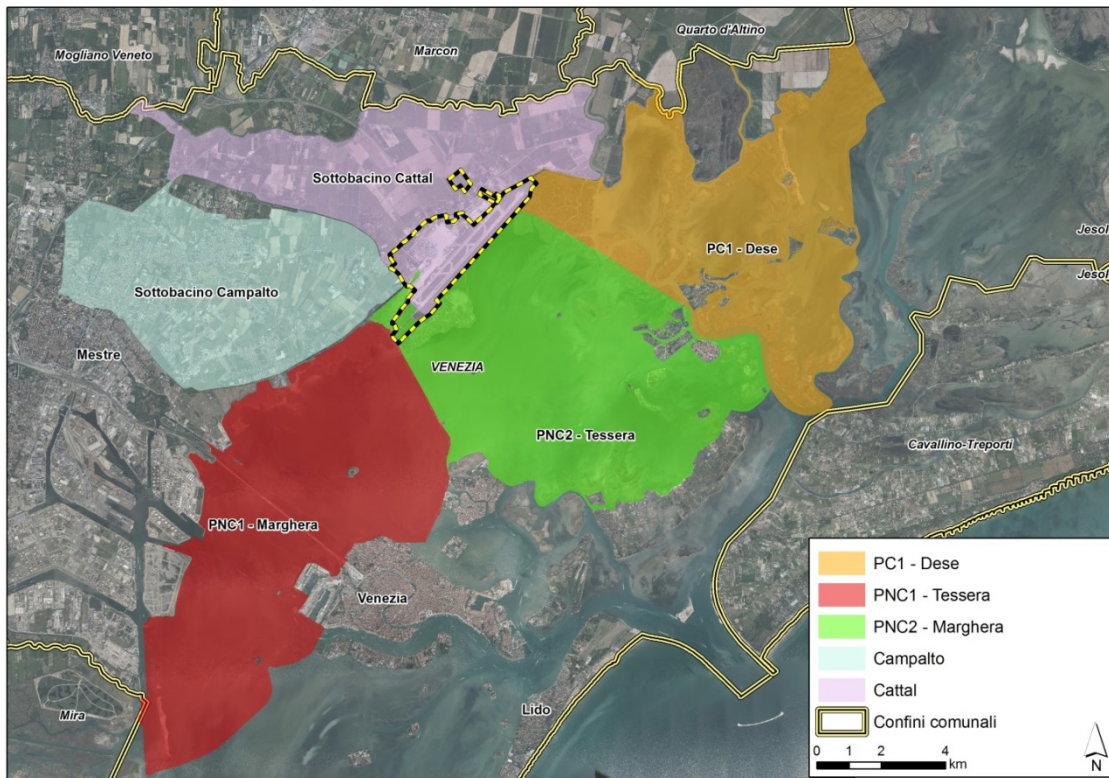 Quarto d'Altino
Mogliano Veneto
Marcon
Sottobacino Cattal
Jesol
PC1 - Dese
Jesol
Sottobacino Campalto
Mestre
VENEZIA
PNC2 - Tessera
Cavallino-Treporti
PNC1 - Marghera
Venezia
Mira
Lido
PC1 - Dese
PNC1 - Tessera
PNC2 - Marghera
Campalto
Cattal
Confini comunali
0 1 2 4
km
N